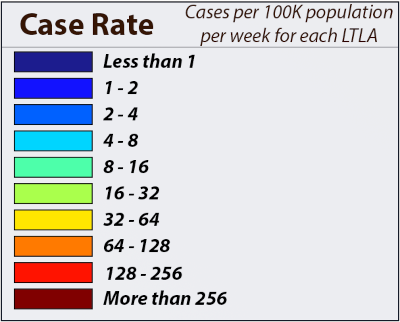 Case Rate
Cases per 100K population
per week for each LTLA
Less than 1
1 - 2
2 - 4
4 - 8
8 - 16
16 - 32
32 - 64
64 - 128
128 - 256
More than 256